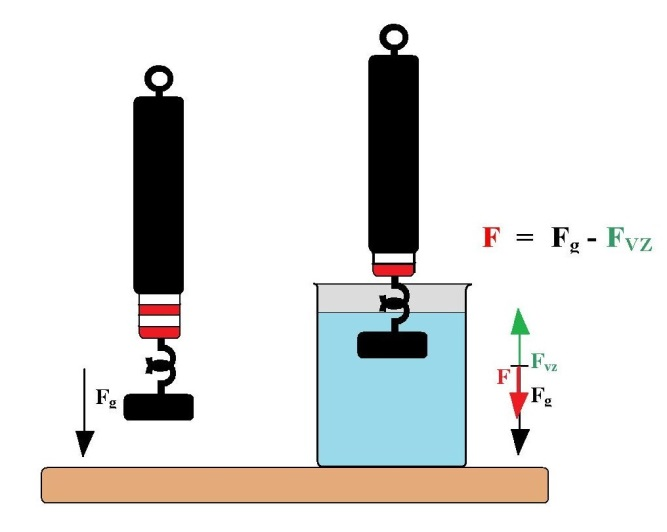 F = Fg - FVZ
Fvz
F
Fg
Fg